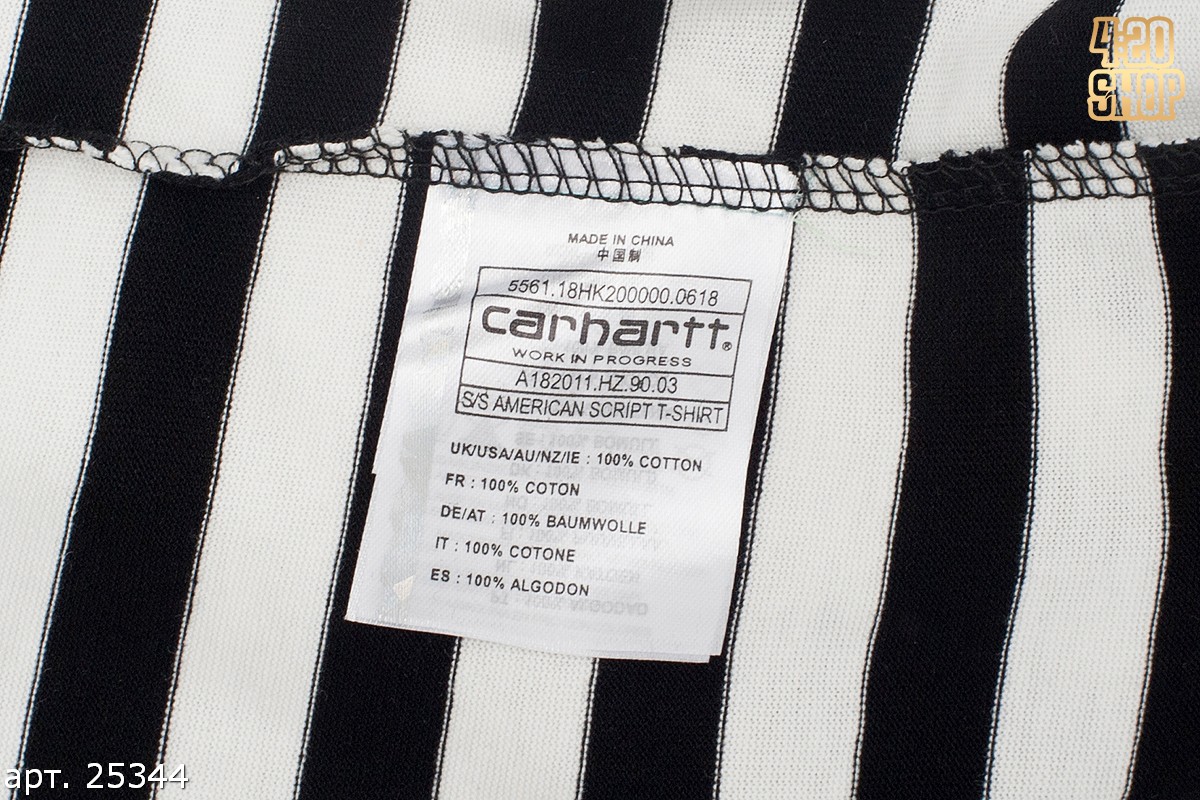 4:20
SHOP
MADE IN CHINA
中国制
5561.18HK200000.0618
carhartt®
WORK IN PROGRESS
A182011.HZ.90.03
S/S AMERICAN SCRIPT T-SHIRT
UK/USA/AU/NZ/IE : 100% COTTON
FR : 100% COTON
DE/AT : 100% BAUMWOLLE
IT : 100% COTONE
ES : 100% ALGODON
арт. 25344